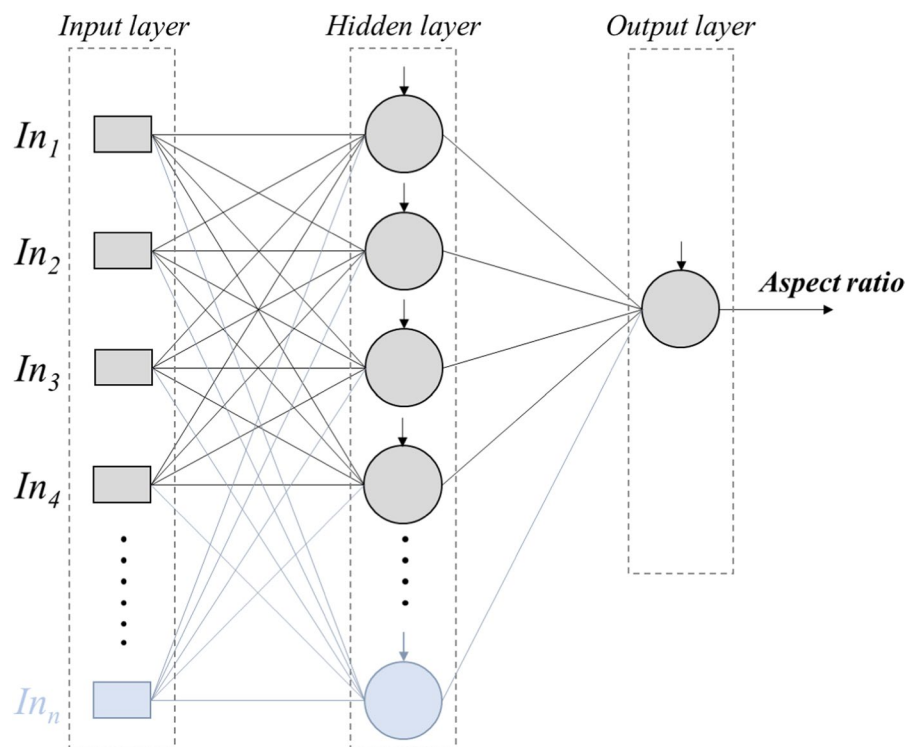 Input layer
Hidden layer
Output layer
In₁
In₂
Aspect ratio
In₃
In₄
Inₙ